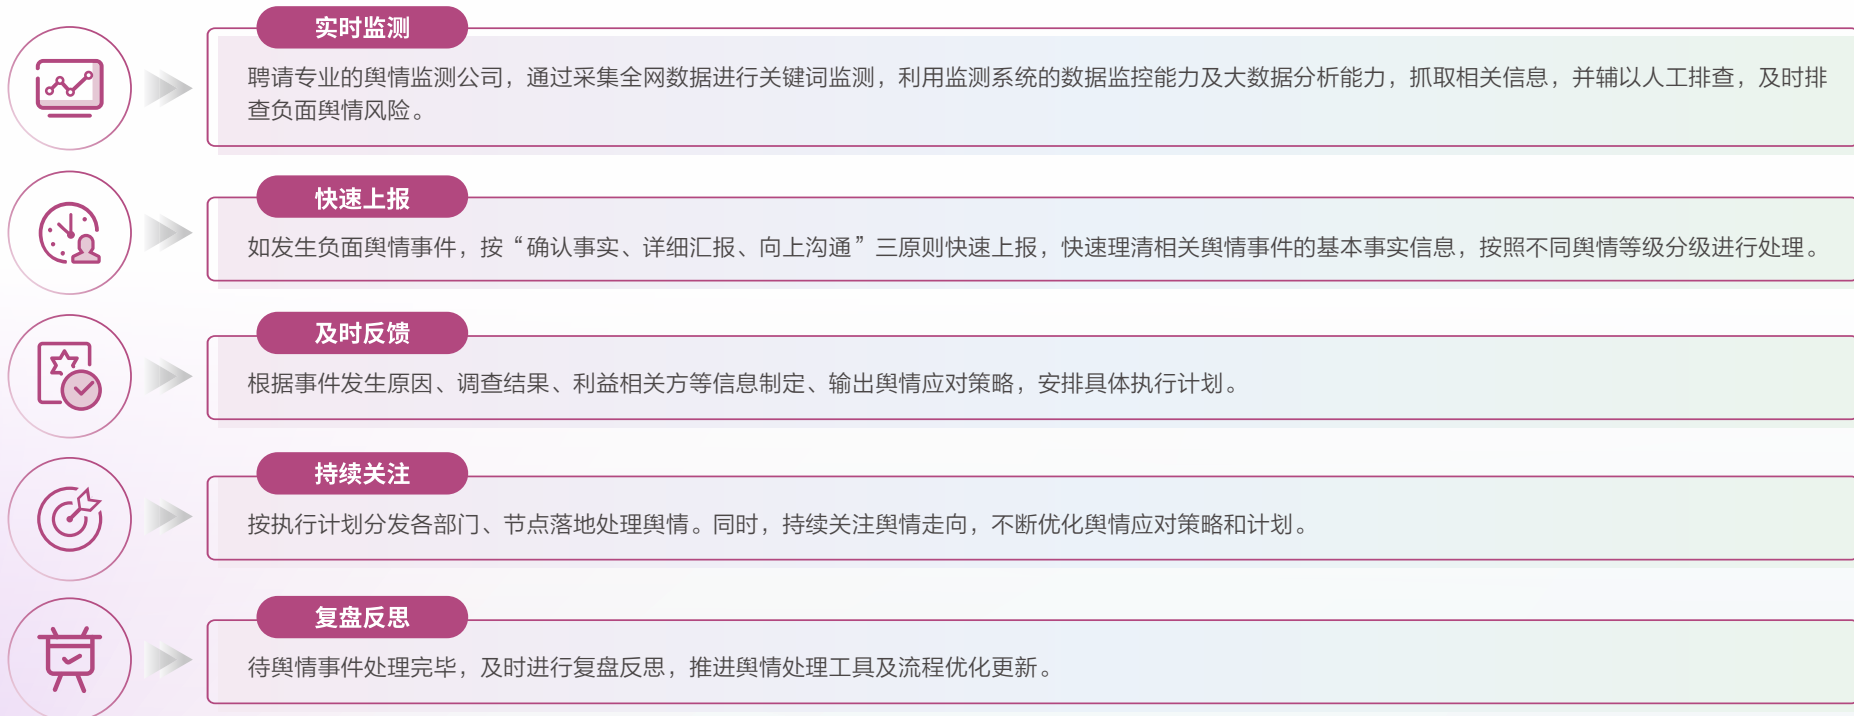 实时监测
聘请专业的舆情监测公司，通过采集全网数据进行关键词监测，利用监测系统的数据监控能力及大数据分析能力，抓取相关信息，并辅以人工排查，及时排
查负面舆情风险。
快速上报
如发生负面舆情事件，按“确认事实、详细汇报、向上沟通”三原则快速上报，快速理清相关舆情事件的基本事实信息，按照不同舆情等级分级进行处理。
及时反馈
根据事件发生原因、调查结果、利益相关方等信息制定、输出舆情应对策略，安排具体执行计划。
持续关注
按执行计划分发各部门、节点落地处理舆情。同时，持续关注舆情走向，不断优化舆情应对策略和计划。
复盘反思
待舆情事件处理完毕，及时进行复盘反思，推进舆情处理工具及流程优化更新。